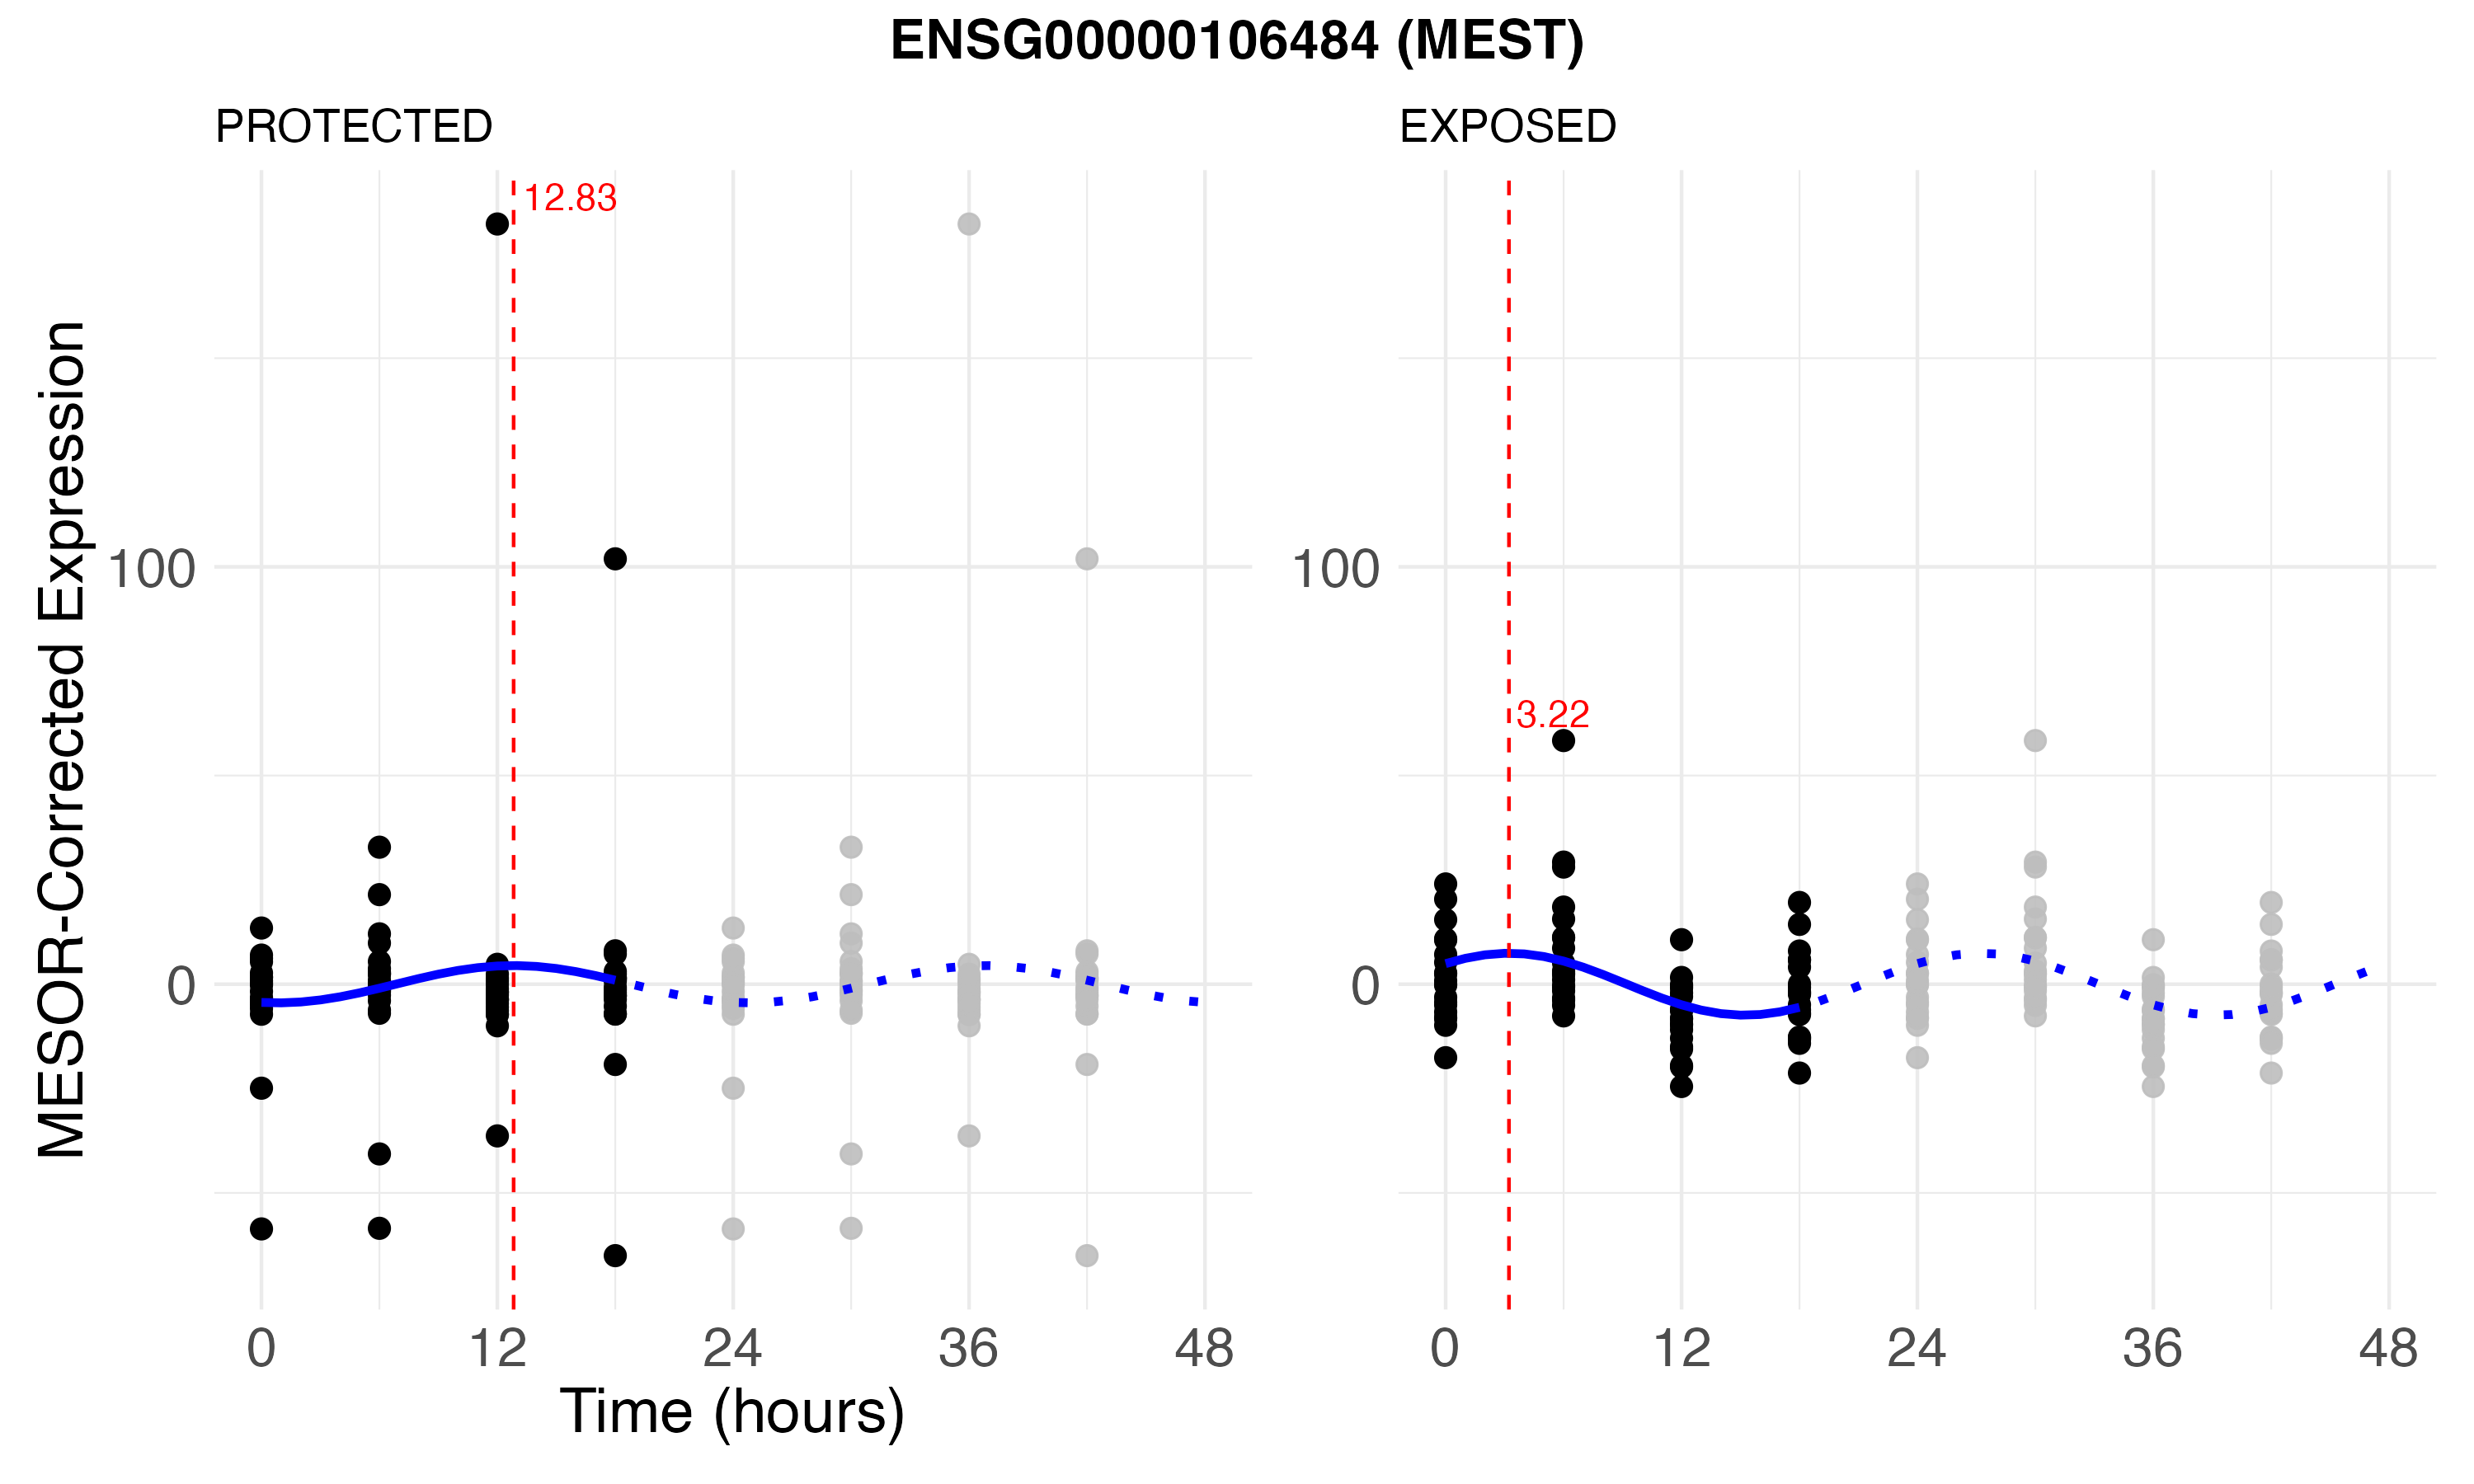 ENSG00000106484 (MEST)
PROTECTED
EXPOSED
MESOR-Corrected Expression
12.83
3.22
100
0
100
0
0 12 24 36 48
0 12 24 36 48
Time (hours)